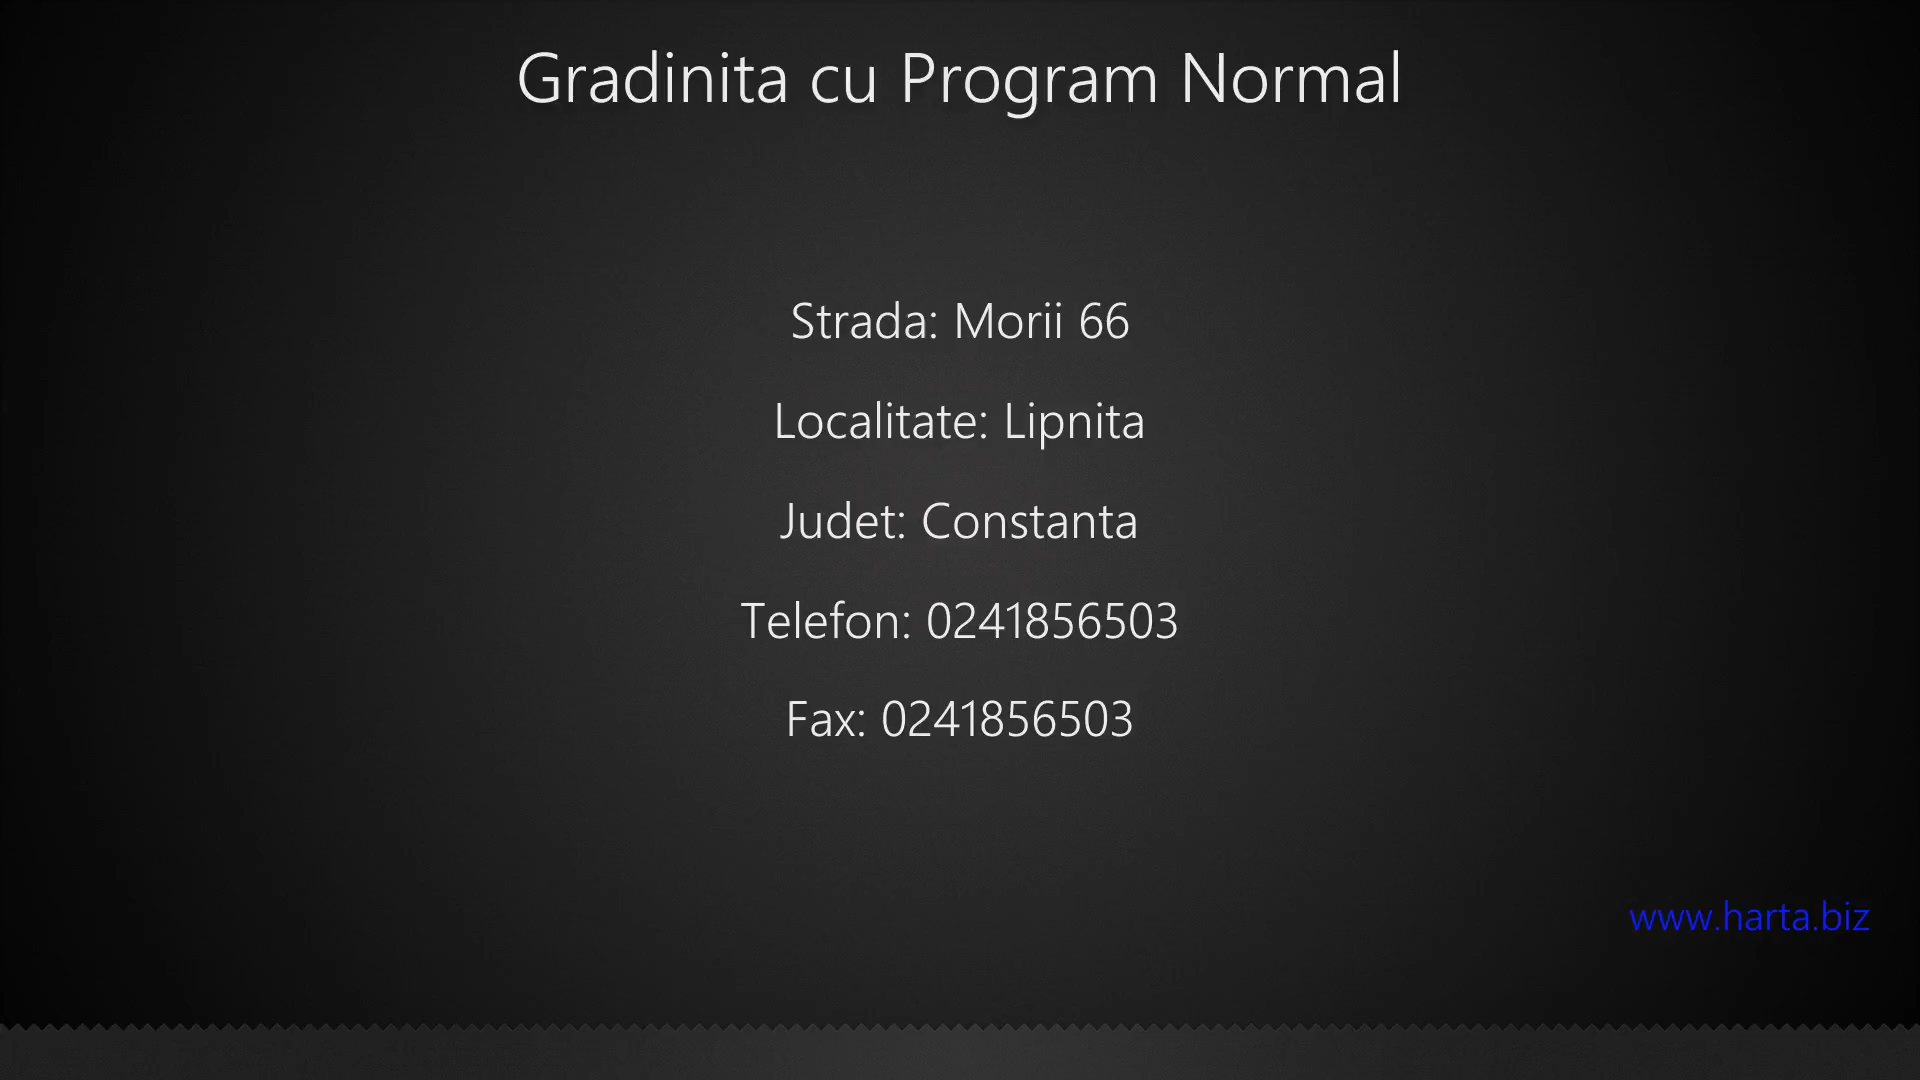 Gradinita cu Program Normal
Strada: Morii 66
Localitate: Lipnita
Judet: Constanta
Telefon: 0241856503
Fax: 0241856503
www.harta.biz